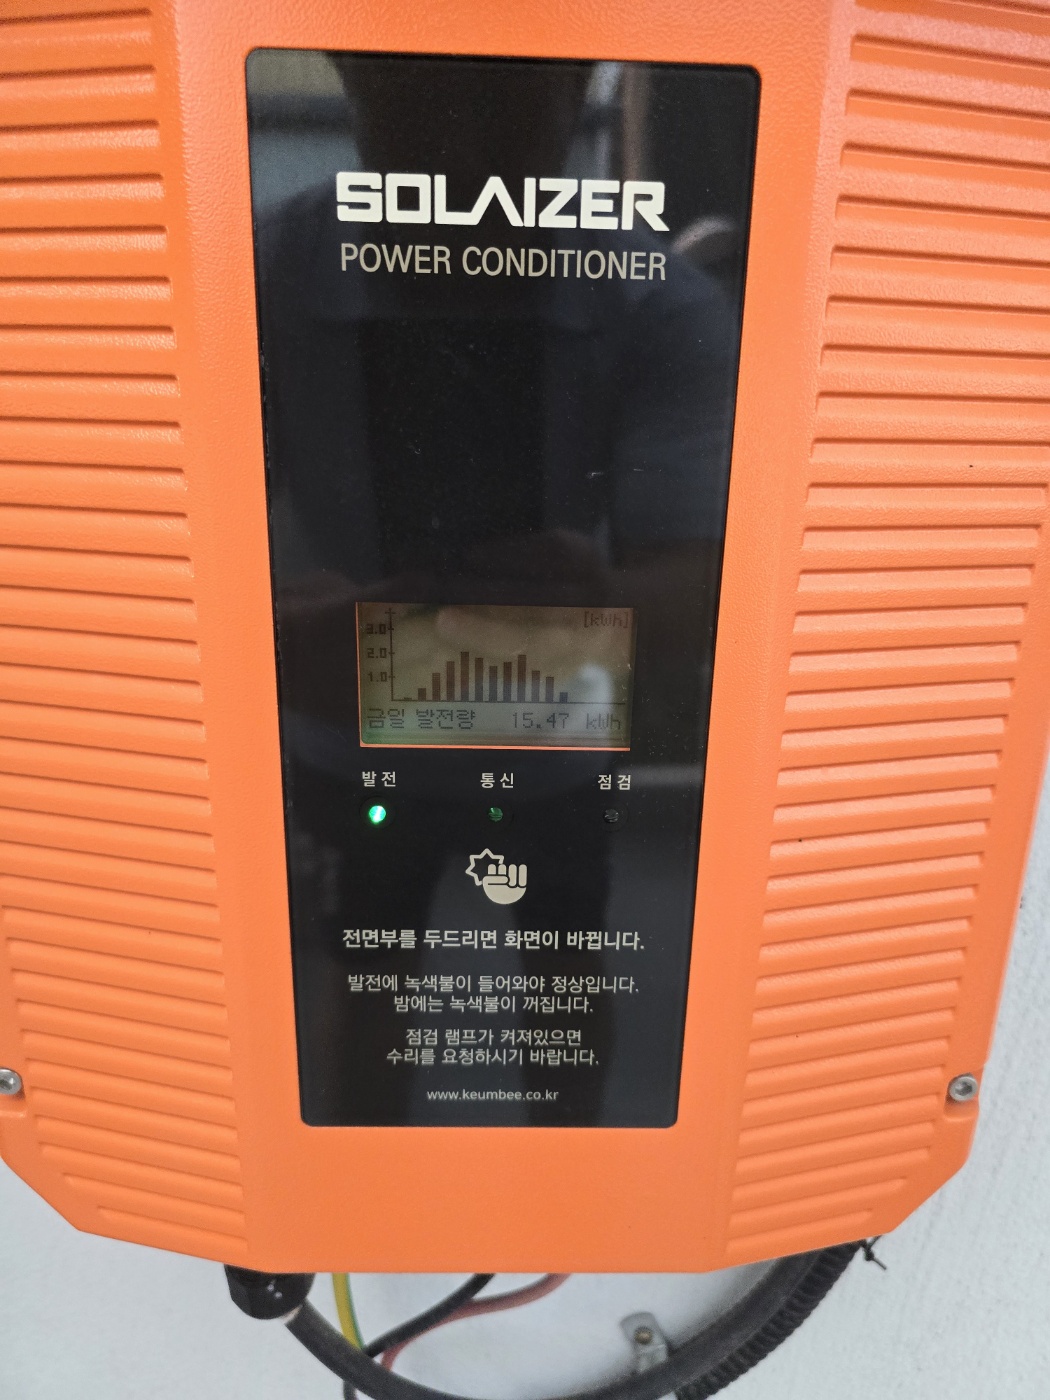 SOLAIZER
POWER CONDITIONER
[kWh]
3.0
2.0
1.0
금일 발전량 15.47 kWh
발전 통신 점검
전면부를 두드리면 화면이 바뀝니다.
발전에 녹색불이 들어와야 정상입니다.
밤에는 녹색불이 꺼집니다.
점검 램프가 켜져있으면
수리를 요청하시기 바랍니다.
www.keumbee.co.kr